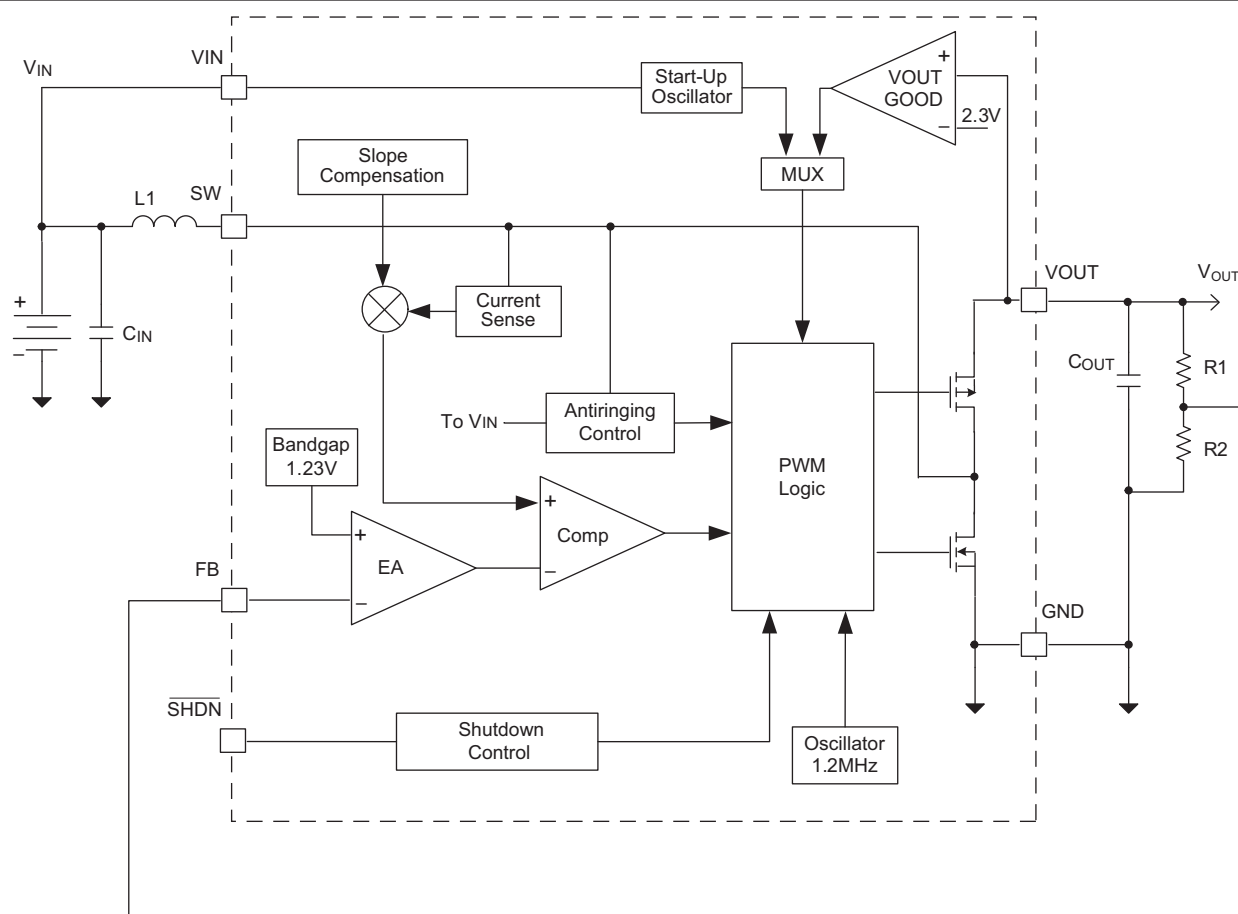 VIN
VIN
Start-Up
Oscillator
+
VOUT
GOOD
2.3V
−
Slope
Compensation
MUX
L1
SW
VOUT
VOUT
+
−
CIN
Current
Sense
COUT
R1
R2
To VIN
Antiringing
Control
PWM
Logic
Bandgap
1.23V
+
−
EA
+
−
Comp
FB
GND
SHDN
Shutdown
Control
Oscillator
1.2MHz